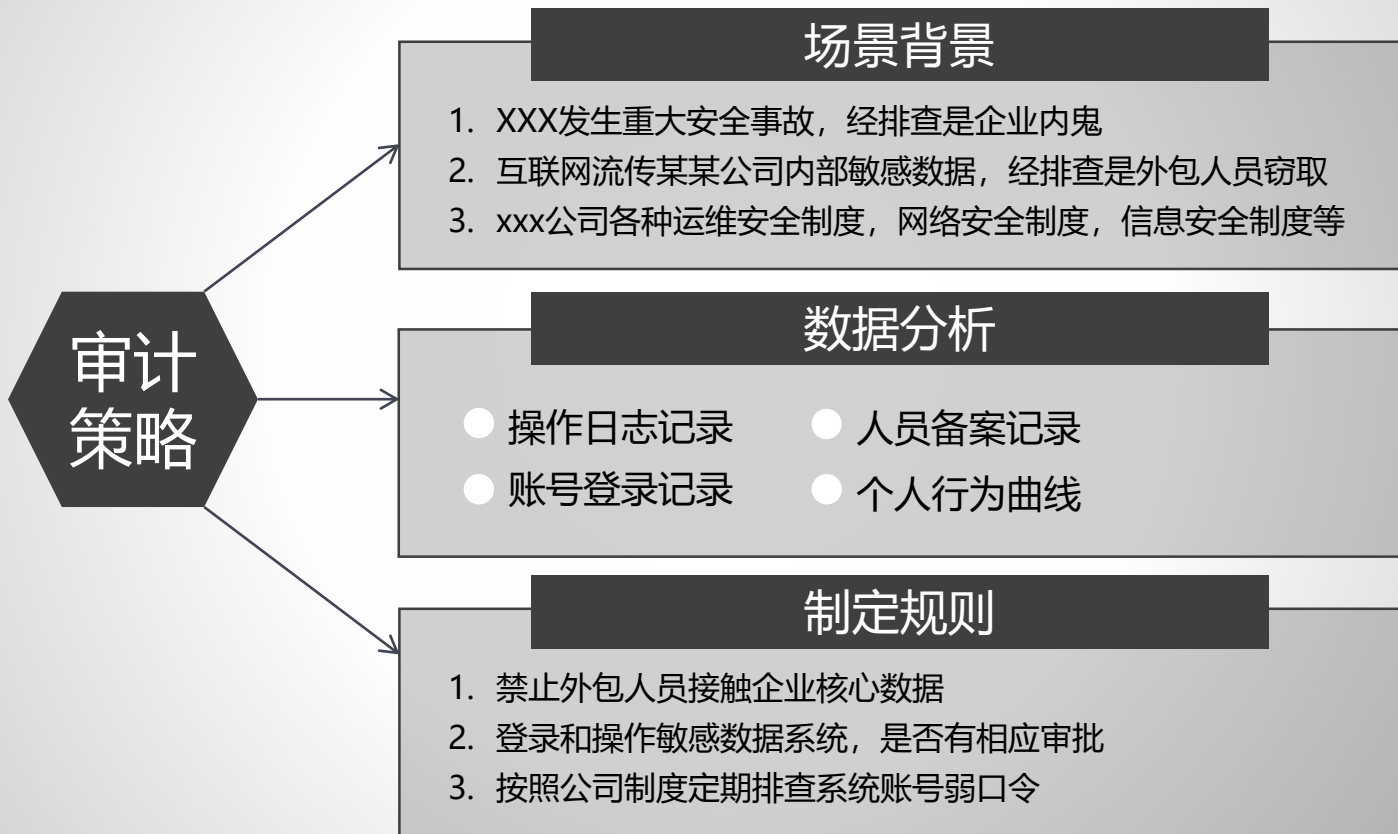 审计
策略
场景背景
1. XXX发生重大安全事故，经排查是企业内鬼
2. 互联网流传某某公司内部敏感数据，经排查是外包人员窃取
3. xxx公司各种运维安全制度，网络安全制度，信息安全制度等
数据分析
操作日志记录
人员备案记录
账号登录记录
个人行为曲线
制定规则
1. 禁止外包人员接触企业核心数据
2. 登录和操作敏感数据系统，是否有相应审批
3. 按照公司制度定期排查系统账号弱口令